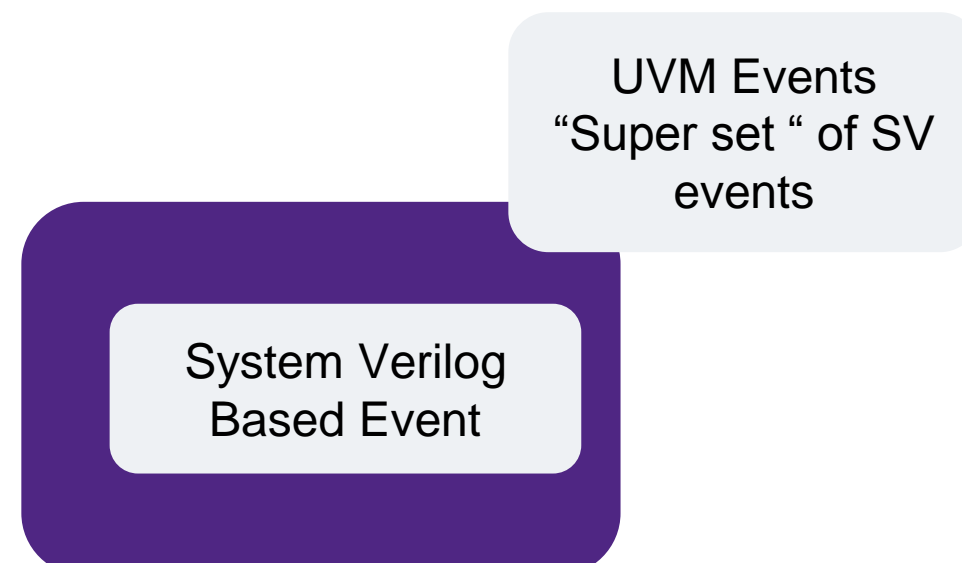 UVM Events
“Super set “ of SV
events
System Verilog
Based Event